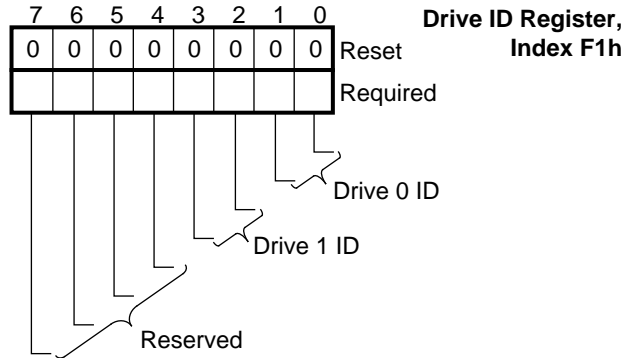 7 6 5 4 3 2 1 0
Drive ID Register,
Index F1h
0 0 0 0 0 0 0 0 Reset
Required
Drive 0 ID
Drive 1 ID
Reserved